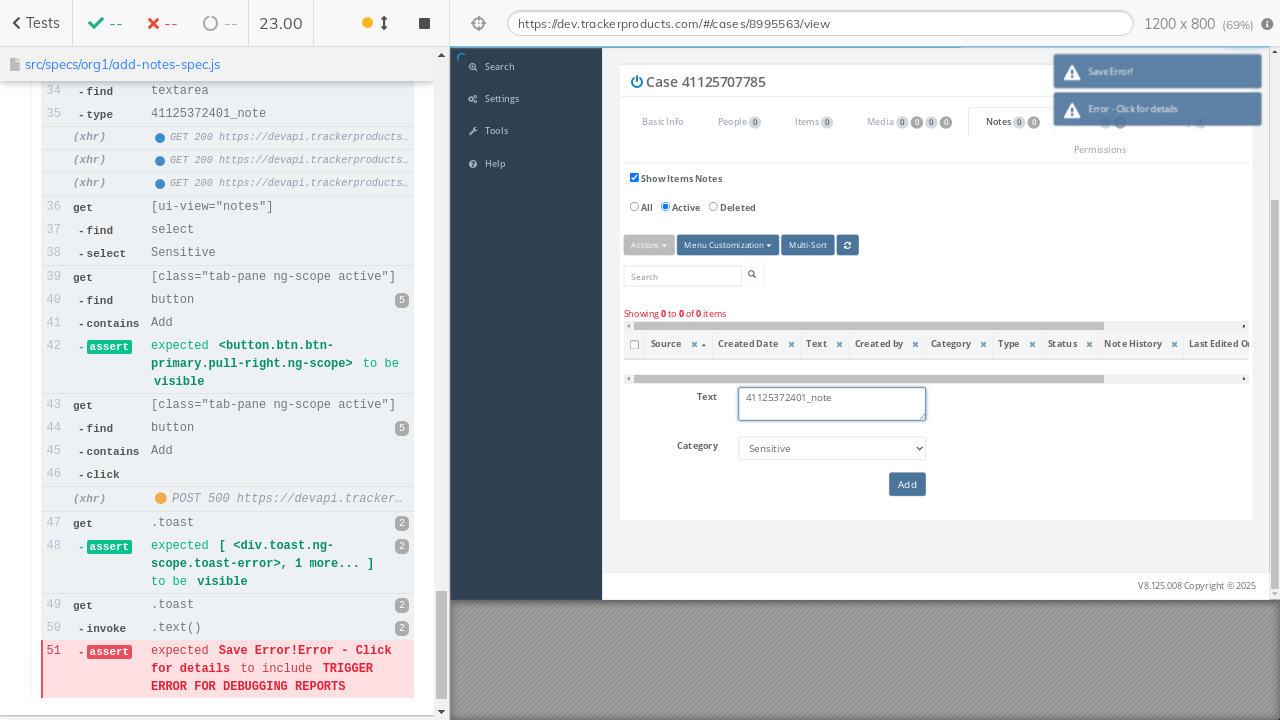 Tests
--
--
--
23.00
https://dev.trackerproducts.com/#/cases/8995563/view
1200 x 800 (69%)
src/specs/org1/add-notes-spec.js
34 - find textarea
35 - type 41125372401_note
(xhr) GET 200 https://devapi.trackerproducts…
(xhr) GET 200 https://devapi.trackerproducts…
(xhr) GET 200 https://devapi.trackerproducts…
36 get [ui-view="notes"]
37 - find select
38 - select Sensitive
39 get [class="tab-pane ng-scope active"]
40 - find button 5
41 - contains Add
42 - assert expected <button.btn.btn-
primary.pull-right.ng-scope> to be
visible
43 get [class="tab-pane ng-scope active"]
44 - find button 5
45 - contains Add
46 - click
(xhr) POST 500 https://devapi.tracker…
47 get .toast 2
48 - assert expected [ <div.toast.ng- 2
scope.toast-error>, 1 more... ]
to be visible
49 get .toast 2
50 - invoke .text() 2
51 - assert expected Save Error!Error - Click
for details to include TRIGGER
ERROR FOR DEBUGGING REPORTS
Search
Settings
Tools
Help
Case 41125707785
Save Error!
Error - Click for details
Basic Info
People 0
Items 0
Media 0 0 0 0
Notes 0 0
Permissions
Show Items Notes
All Active Deleted
Actions
Menu Customization
Multi-Sort
Search
Showing 0 to 0 of 0 items
Source Created Date Text Created by Category Type Status Note History Last Edited O
Text 41125372401_note
Category Sensitive
Add
V8.125.008 Copyright © 2025